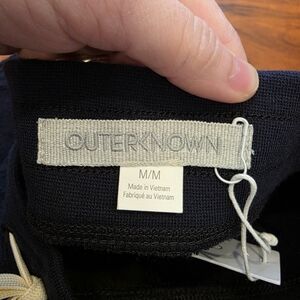 OUTERKNOWN
M/M
Made in Vietnam
Fabriqué au Vietnam